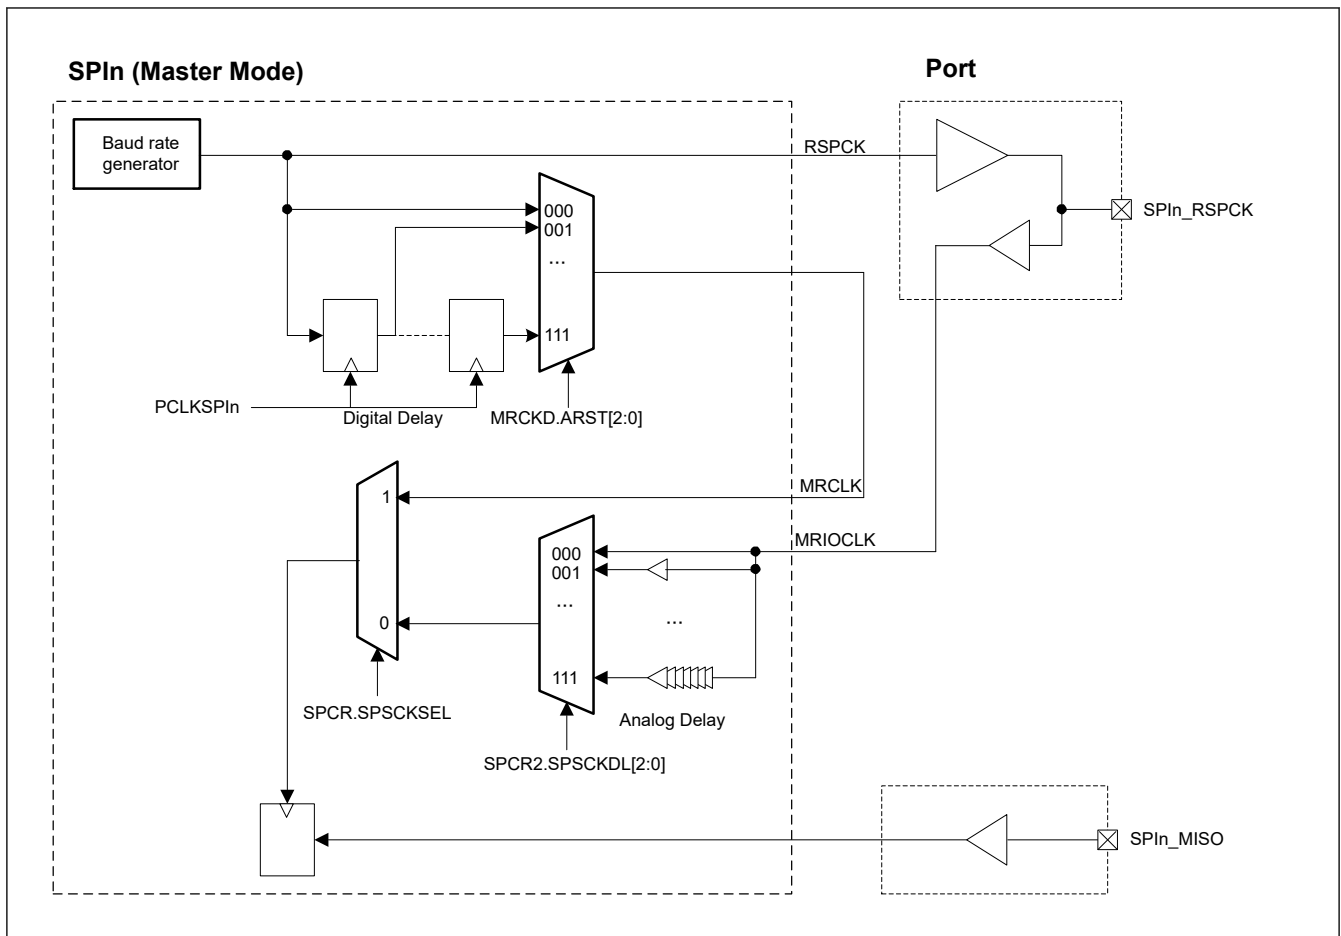 SPIn (Master Mode)
Port
Baud rate
generator
RSPCK
000
001
...
111
SPIn_RSPCK
PCLKSPIn
Digital Delay
MRCKD.ARST[2:0]
1
MRCLK
MRIOCLK
000
001
...
...
0
111
SPCR.SPSCKSEL
Analog Delay
SPCR2.SPSCKDL[2:0]
SPIn_MISO